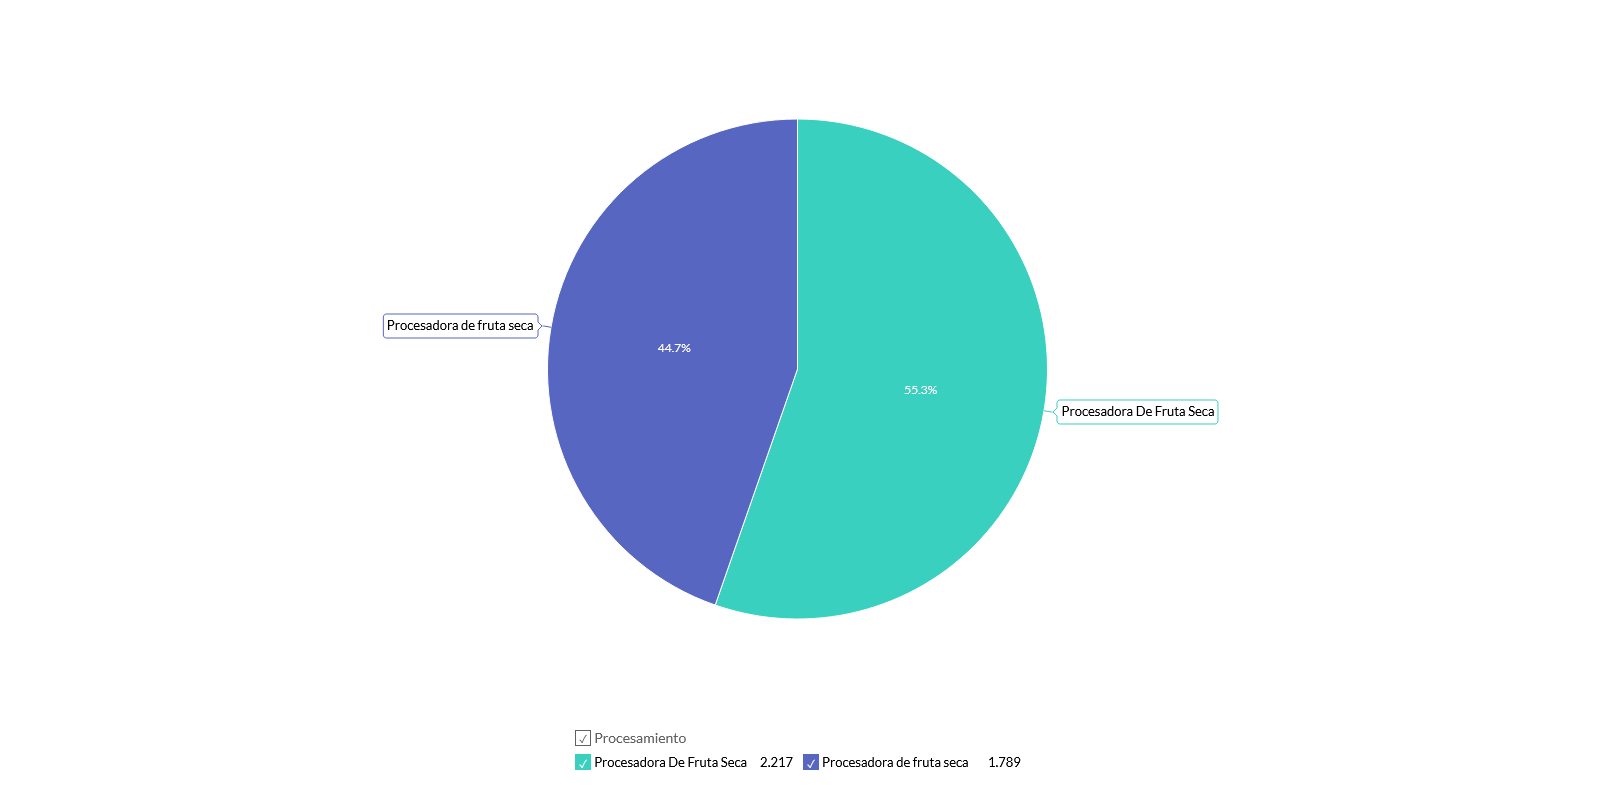 Procesadora de fruta seca
44.7%
55.3%
Procesadora De Fruta Seca
Procesamiento
Procesadora De Fruta Seca 2.217 Procesadora de fruta seca 1.789